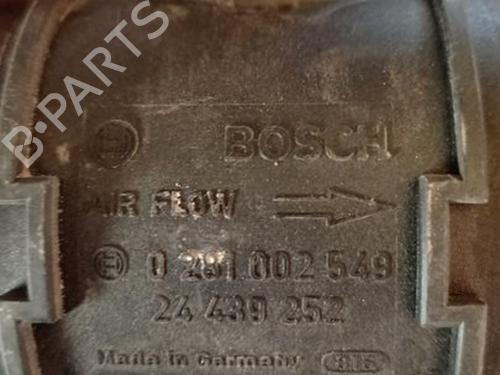 B-PARTS
BOSCH
AIR FLOW
0 281 002 549
24 439 252
Made in Germany